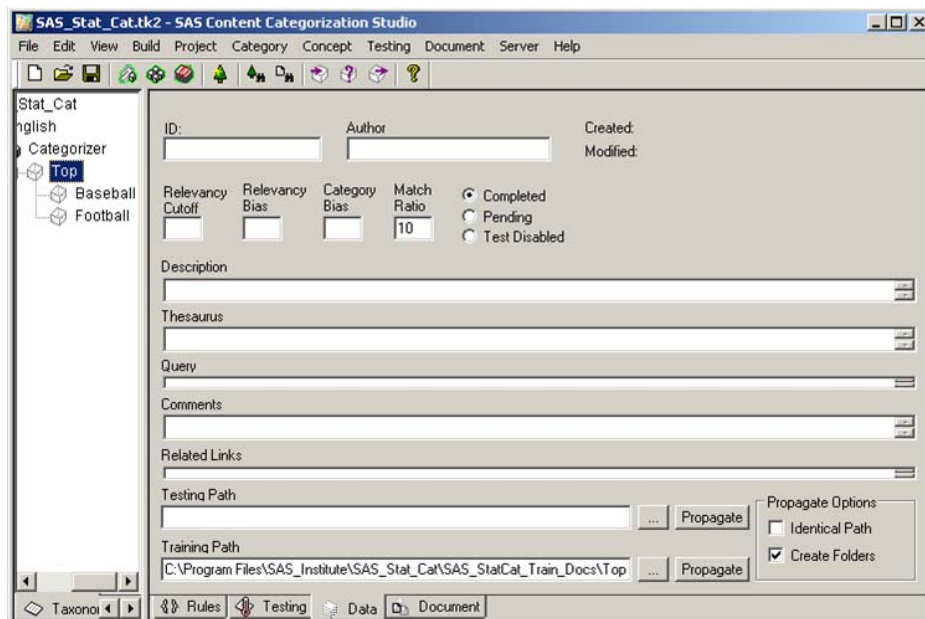 SAS_Stat_Cat.tk2 - SAS Content Categorization Studio
File Edit View Build Project Category Concept Testing Document Server Help
_Stat_Cat
nglish
Categorizer
Top
Baseball
Football
ID:
Author
Created:
Modified:
Relevancy Cutoff
Relevancy Bias
Category Bias
Match Ratio
10
Completed
Pending
Test Disabled
Description
Thesaurus
Query
Comments
Related Links
Testing Path
... Propagate
Training Path
C:\Program Files\SAS_Institute\SAS_Stat_Cat\SAS_StatCat_Train_Docs\Top
... Propagate
Propagate Options
Identical Path
Create Folders
Taxono
Rules Testing Data Document